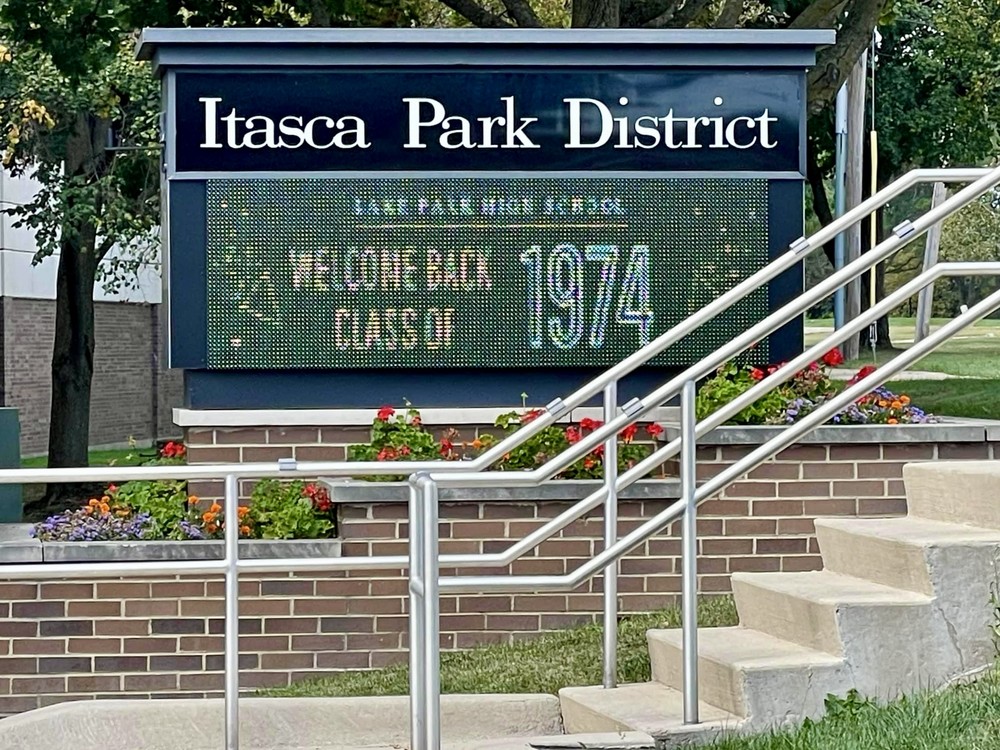 Itasca Park District
LAKE PARK HIGH SCHOOL
WELCOME BACK
CLASS OF
1974